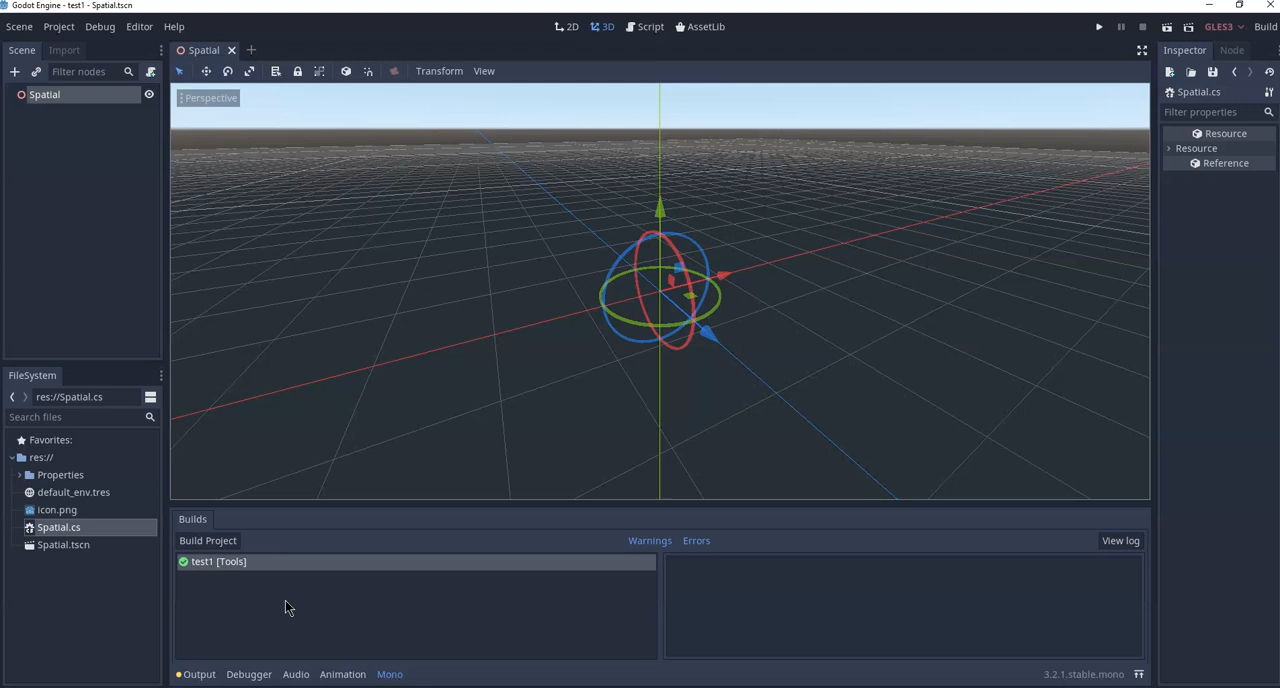 Godot Engine - test1 - Spatial.tscn
Scene Project Debug Editor Help
2D 3D Script AssetLib
GLES3 Build
Scene Import
Spatial
Inspector Node
Filter nodes
Transform View
Spatial
Perspective
Spatial.cs
Filter properties
Resource
Resource
Reference
FileSystem
res://Spatial.cs
Search files
Favorites:
res://
Properties
default_env.tres
icon.png
Spatial.cs
Spatial.tscn
Builds
Build Project
Warnings Errors
View log
test1 [Tools]
Output Debugger Audio Animation Mono
3.2.1.stable.mono